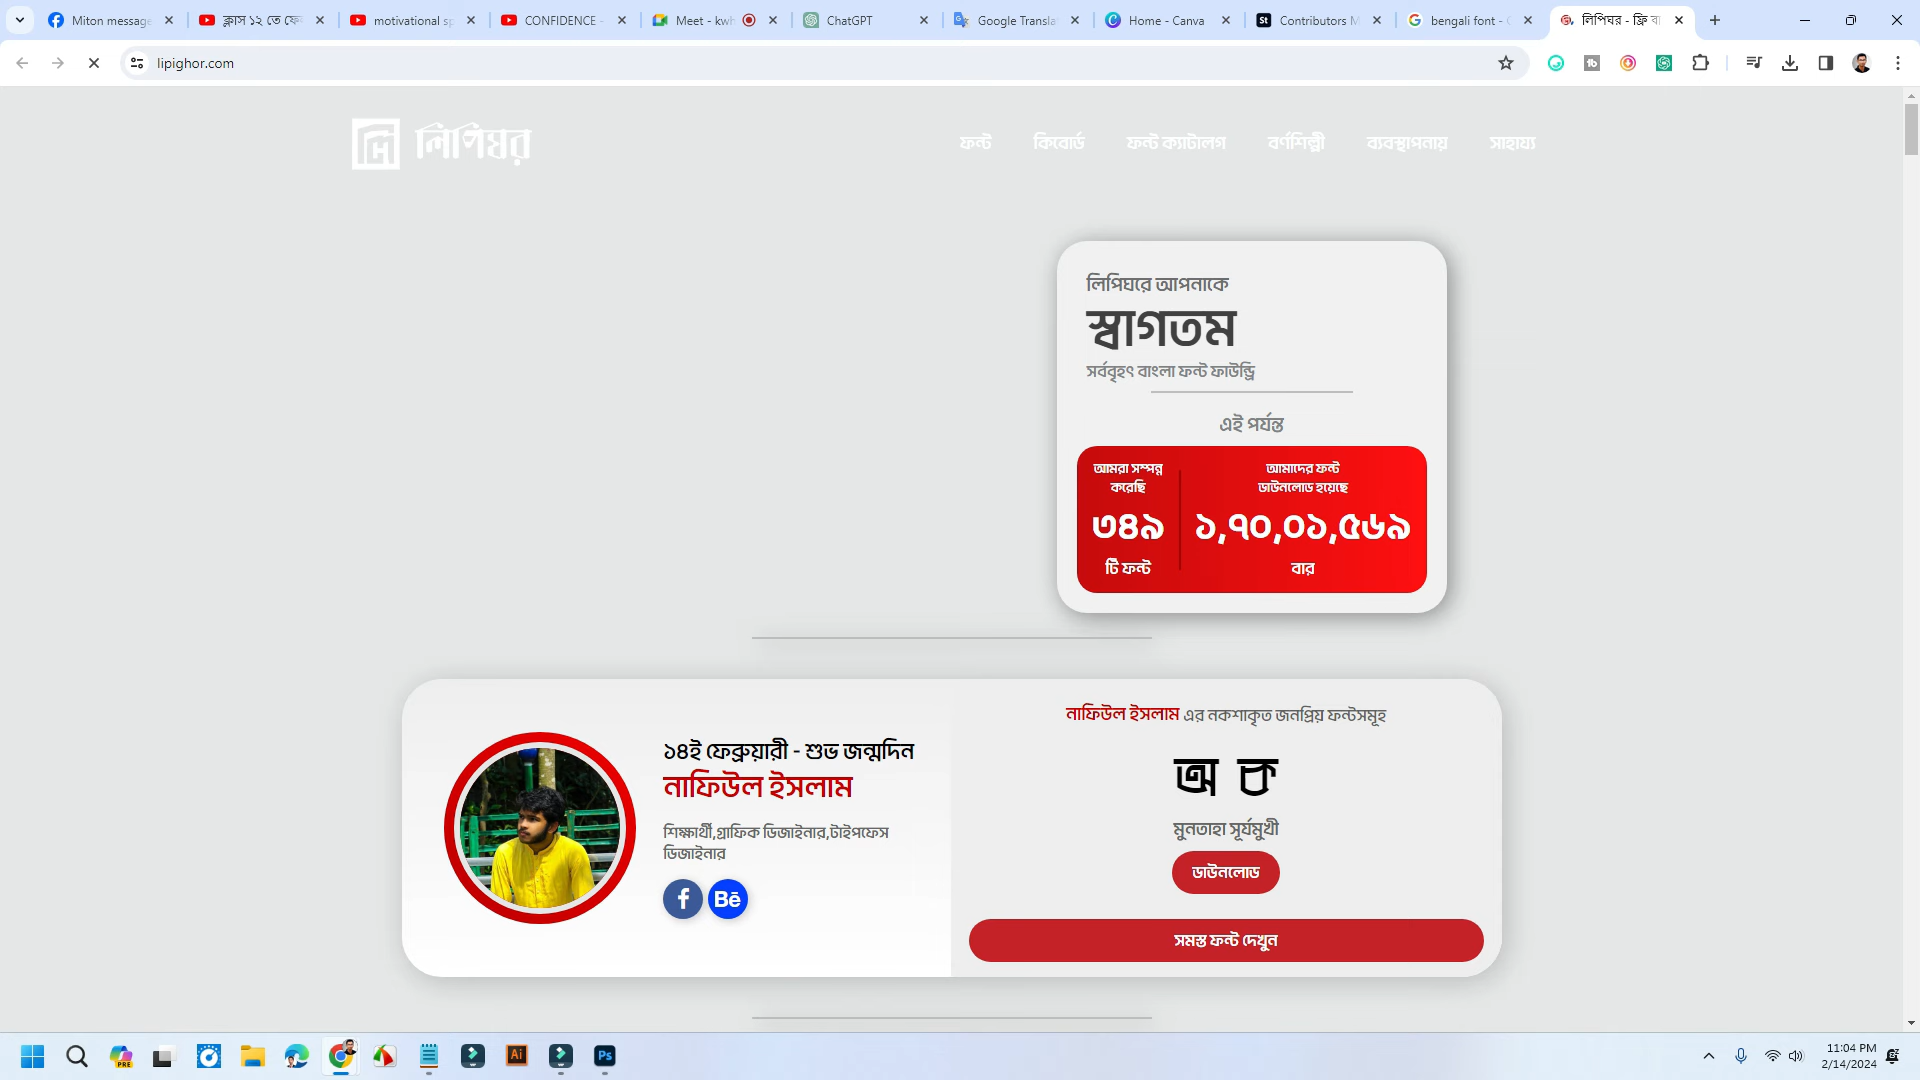 Miton message
ক্লাস ১২ তে ফে
motivational sp
CONFIDENCE -
Meet - kwh
ChatGPT
Google Transla
Home - Canva
Contributors M
bengali font - G
লিপিঘর - ফ্রি বা
lipighor.com
লিপিঘর
ফন্ট
কিবোর্ড
ফন্ট ক্যাটালগ
বর্ণশিল্পী
ব্যবস্থাপনায়
সাহায্য
লিপিঘরে আপনাকে
স্বাগতম
সর্ববৃহৎ বাংলা ফন্ট ফাউন্ড্রি
এই পর্যন্ত
আমরা সম্পন্ন
করেছি
৩৪৯
টি ফন্ট
আমাদের ফন্ট
ডাউনলোড হয়েছে
১,৭০,০১,৫৬৯
বার
১৪ই ফেব্রুয়ারী - শুভ জন্মদিন
নাফিউল ইসলাম
শিক্ষার্থী,গ্রাফিক ডিজাইনার,টাইপফেস
ডিজাইনার
Bē
নাফিউল ইসলাম এর নকশাকৃত জনপ্রিয় ফন্টসমূহ
অ ক
মুনতাহা সূর্যমুখী
ডাউনলোড
সমস্ত ফন্ট দেখুন
PRE
Ai
Ps
11:04 PM
2/14/2024